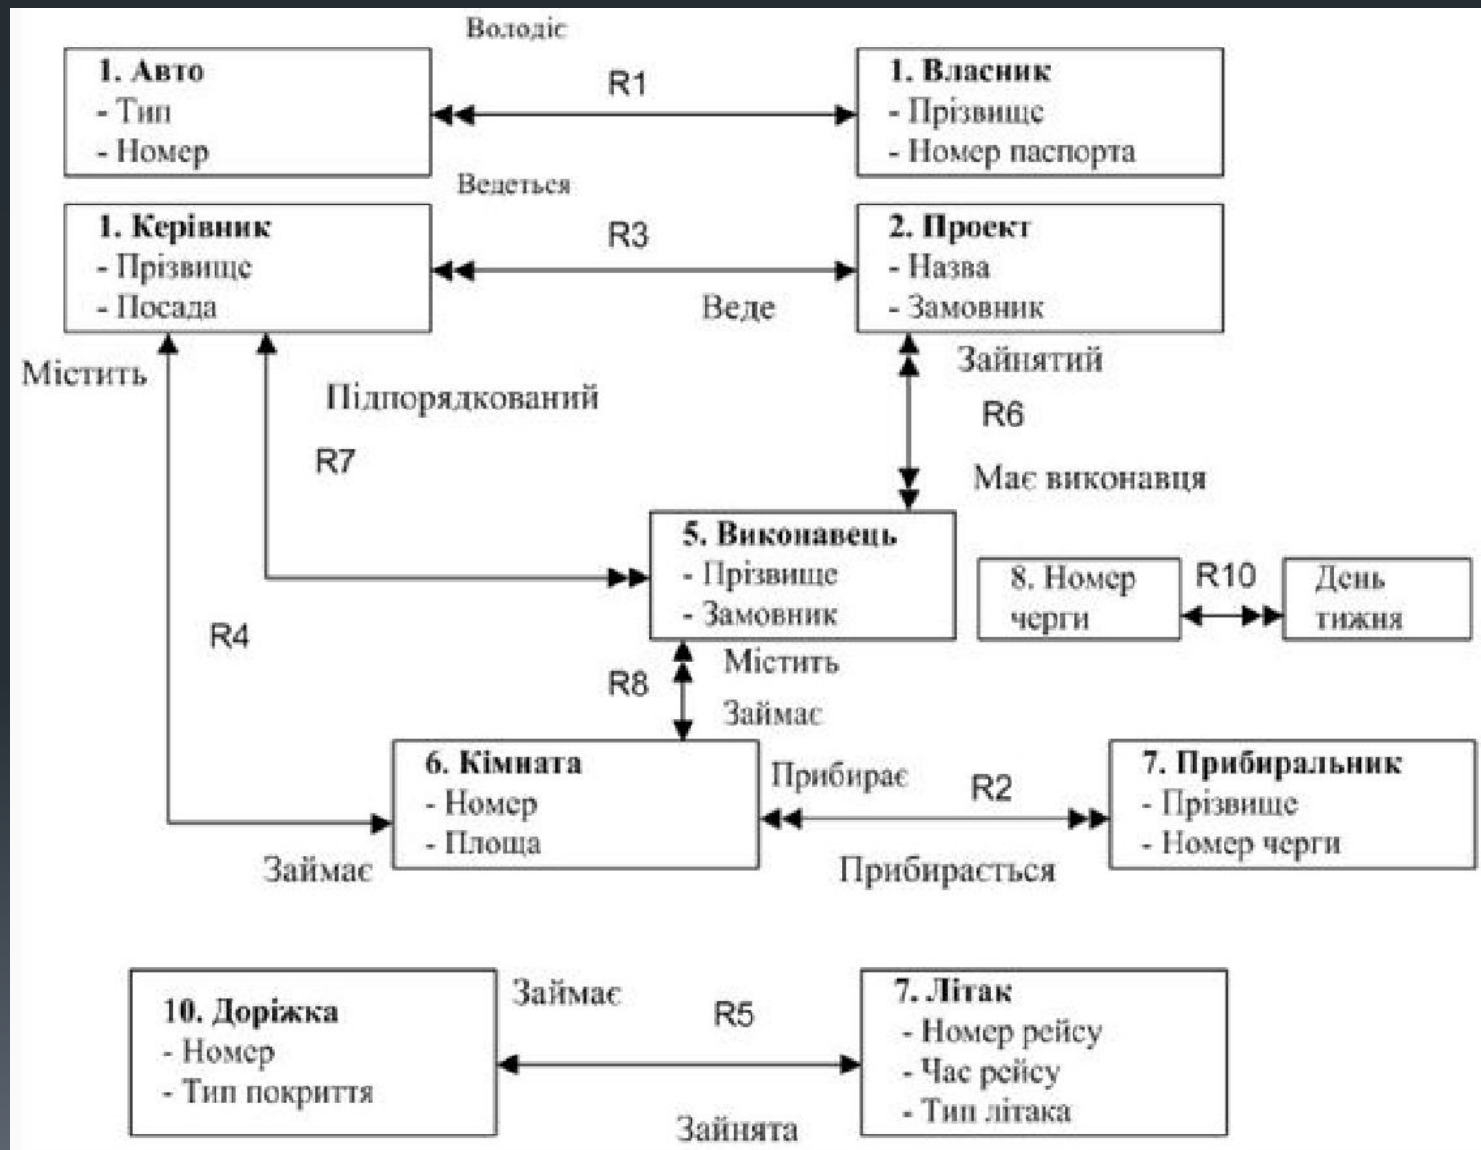 Володіє
1. Авто
- Тип
- Номер
R1
1. Власник
- Прізвище
- Номер паспорта
Ведеться
1. Керівник
- Прізвище
- Посада
R3
Веде
2. Проект
- Назва
- Замовник
Містить
Підпорядкований
R7
Зайнятий
R6
Має виконавця
R4
5. Виконавець
- Прізвище
- Замовник
8. Номер
черги
R10
День
тижня
R8
Містить
Займає
6. Кімната
- Номер
- Площа
Займає
Прибирає
R2
Прибирається
7. Прибиральник
- Прізвище
- Номер черги
10. Доріжка
- Номер
- Тип покриття
Займає
R5
Зайнята
7. Літак
- Номер рейсу
- Час рейсу
- Тип літака